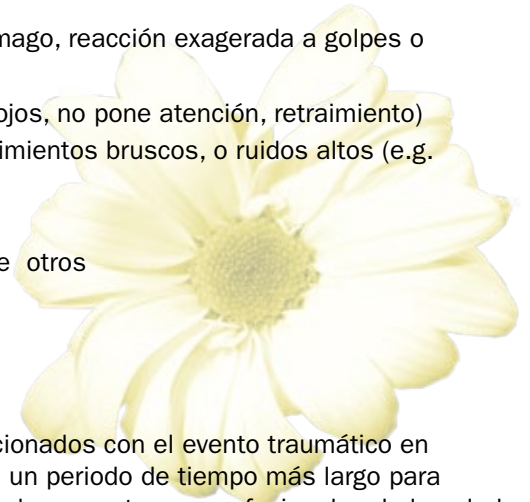 mago, reacción exagerada a golpes o
ojos, no pone atención, retraimiento)
imientos bruscos, o ruidos altos (e.g.
e otros
cionados con el evento traumático en
un periodo de tiempo más largo para